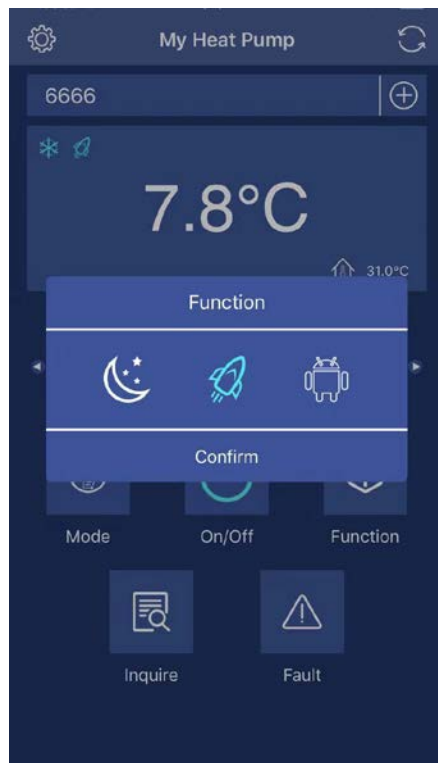 My Heat Pump
6666
7.8°C
31.0°C
Function
Confirm
Mode
On/Off
Function
Inquire
Fault